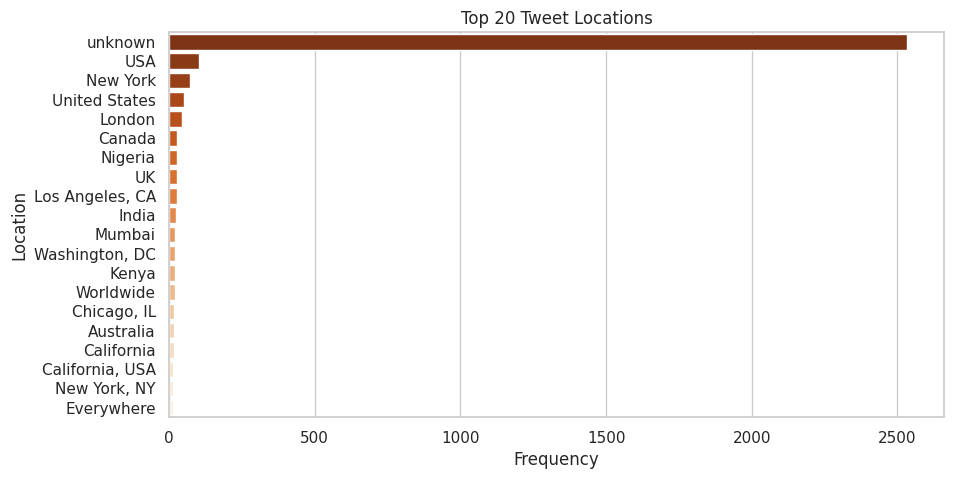 Top 20 Tweet Locations
unknown
USA
New York
United States
London
Canada
Nigeria
UK
Los Angeles, CA
India
Mumbai
Washington, DC
Kenya
Worldwide
Chicago, IL
Australia
California
California, USA
New York, NY
Everywhere
Location
0 500 1000 1500 2000 2500
Frequency